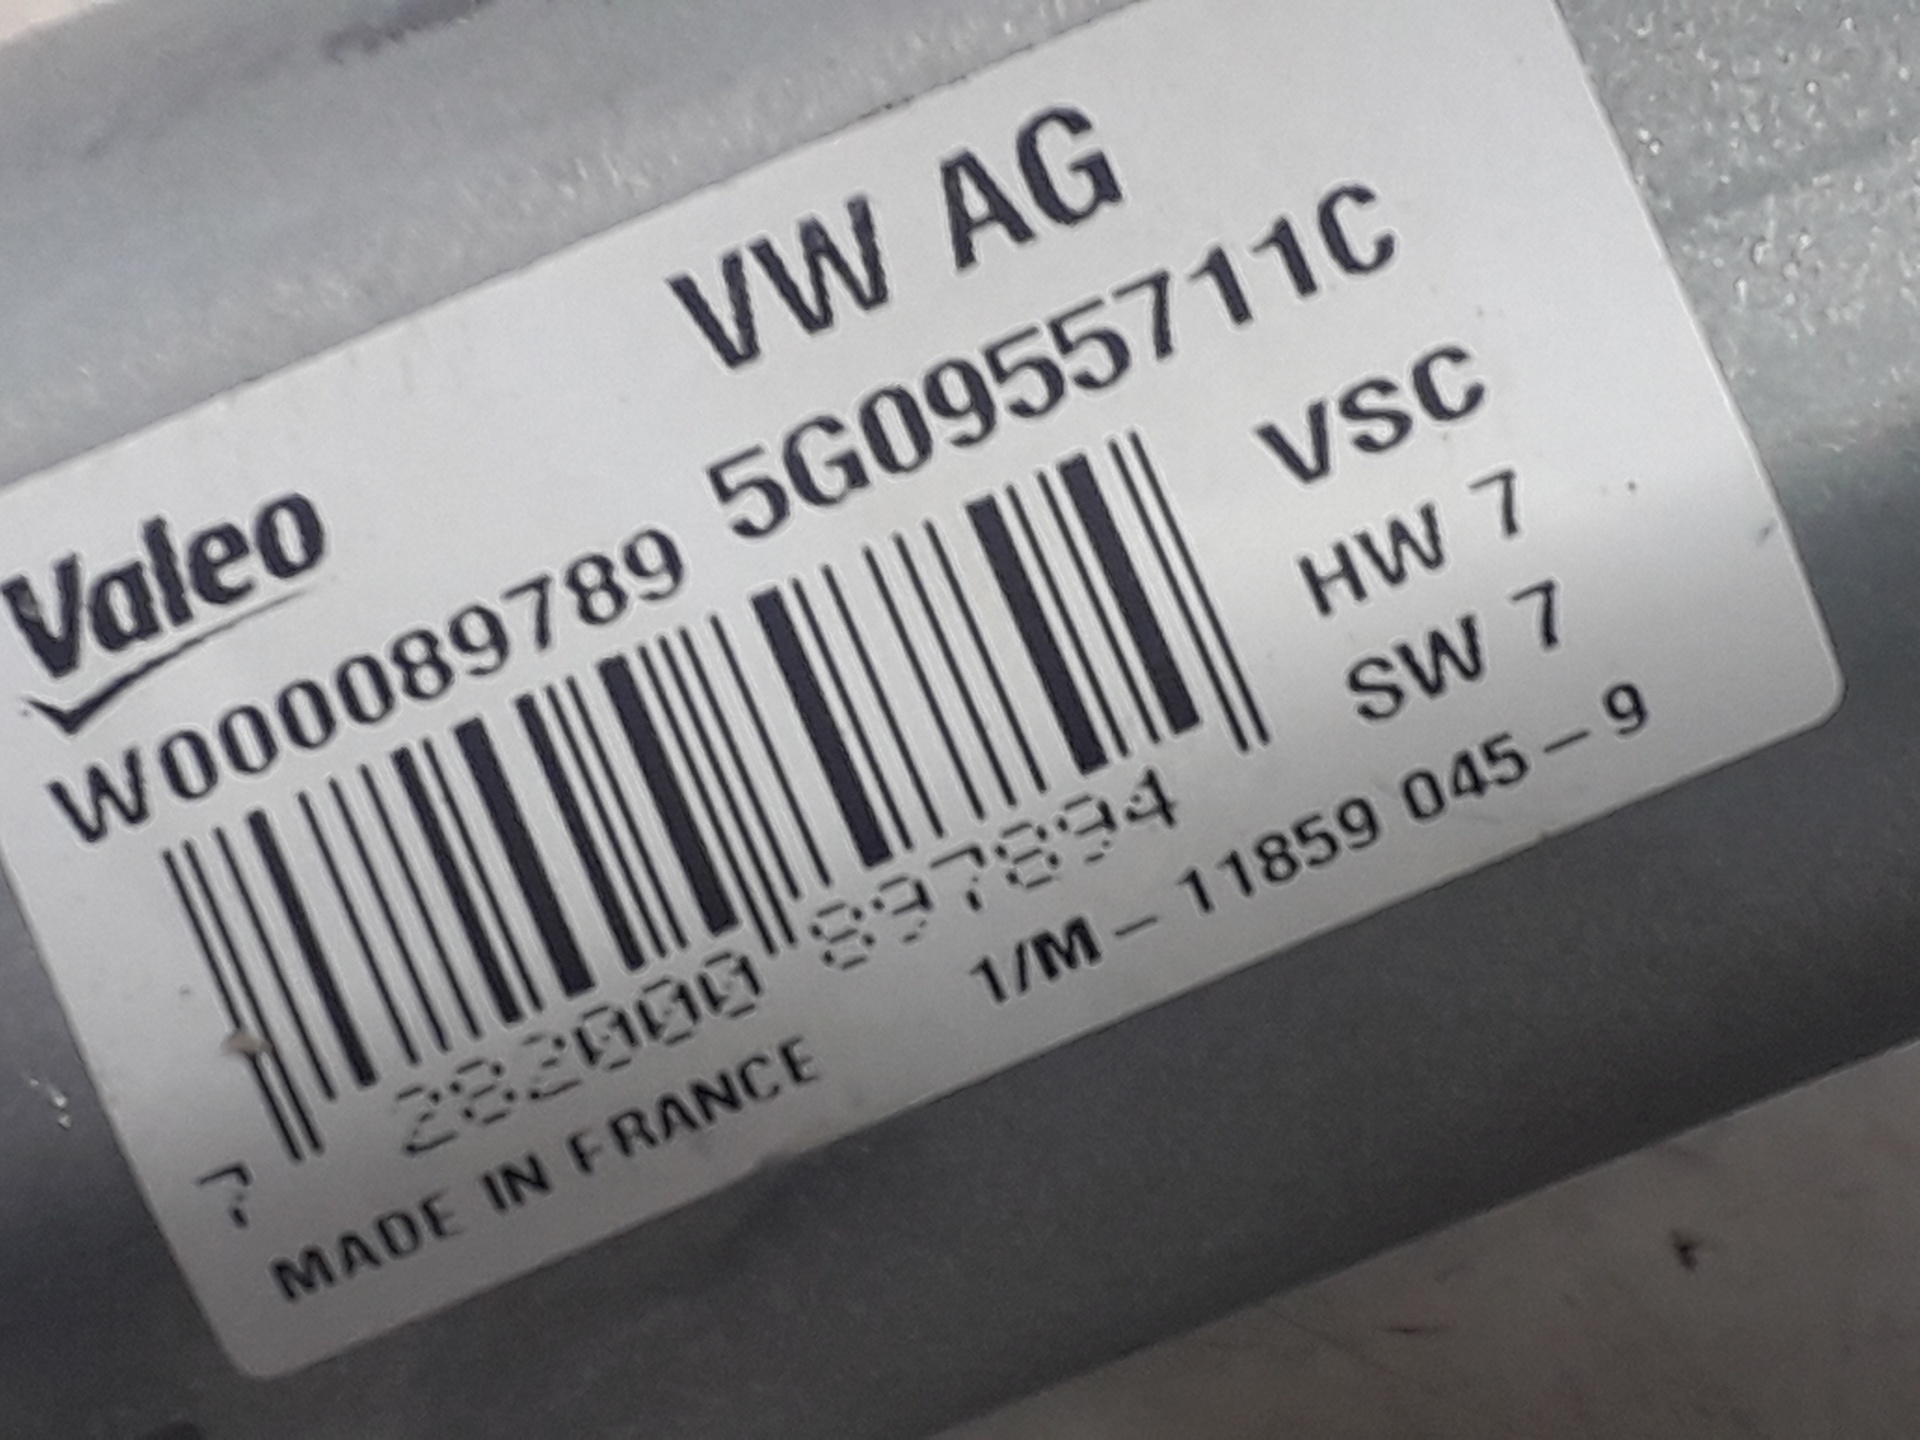 VW AG
Valeo
W000089789 5G0955711C
VSC
HW 7
SW 7
7 282000 897894
1/M - 11859 045 - 9
MADE IN FRANCE